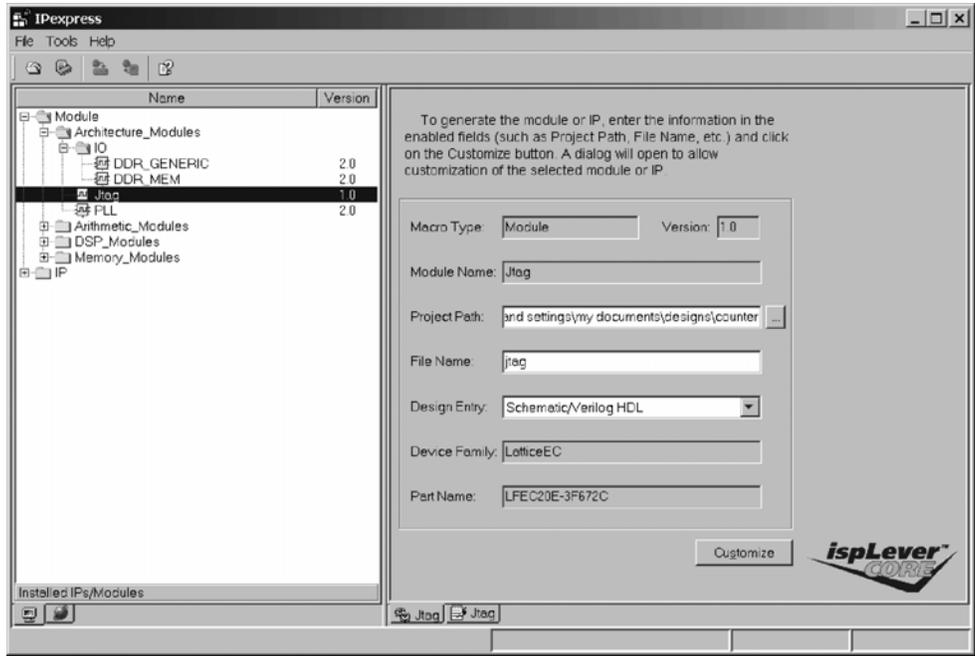 IPexpress
File Tools Help
Name Version
Module
Architecture_Modules
IO
DDR_GENERIC 2.0
DDR_MEM 2.0
Jtag 1.0
PLL 2.0
Arithmetic_Modules
DSP_Modules
Memory_Modules
IP
Installed IPs/Modules
To generate the module or IP, enter the information in the
enabled fields (such as Project Path, File Name, etc.) and click
on the Customize button. A dialog will open to allow
customization of the selected module or IP.
Macro Type: Module Version: 1.0
Module Name: Jtag
Project Path: and settings\my documents\designs\counter ...
File Name: jtag
Design Entry: Schematic/Verilog HDL
Device Family: LatticeEC
Part Name: LFEC20E-3F672C
Customize
ispLever™
CORE™
Jtag Jtag